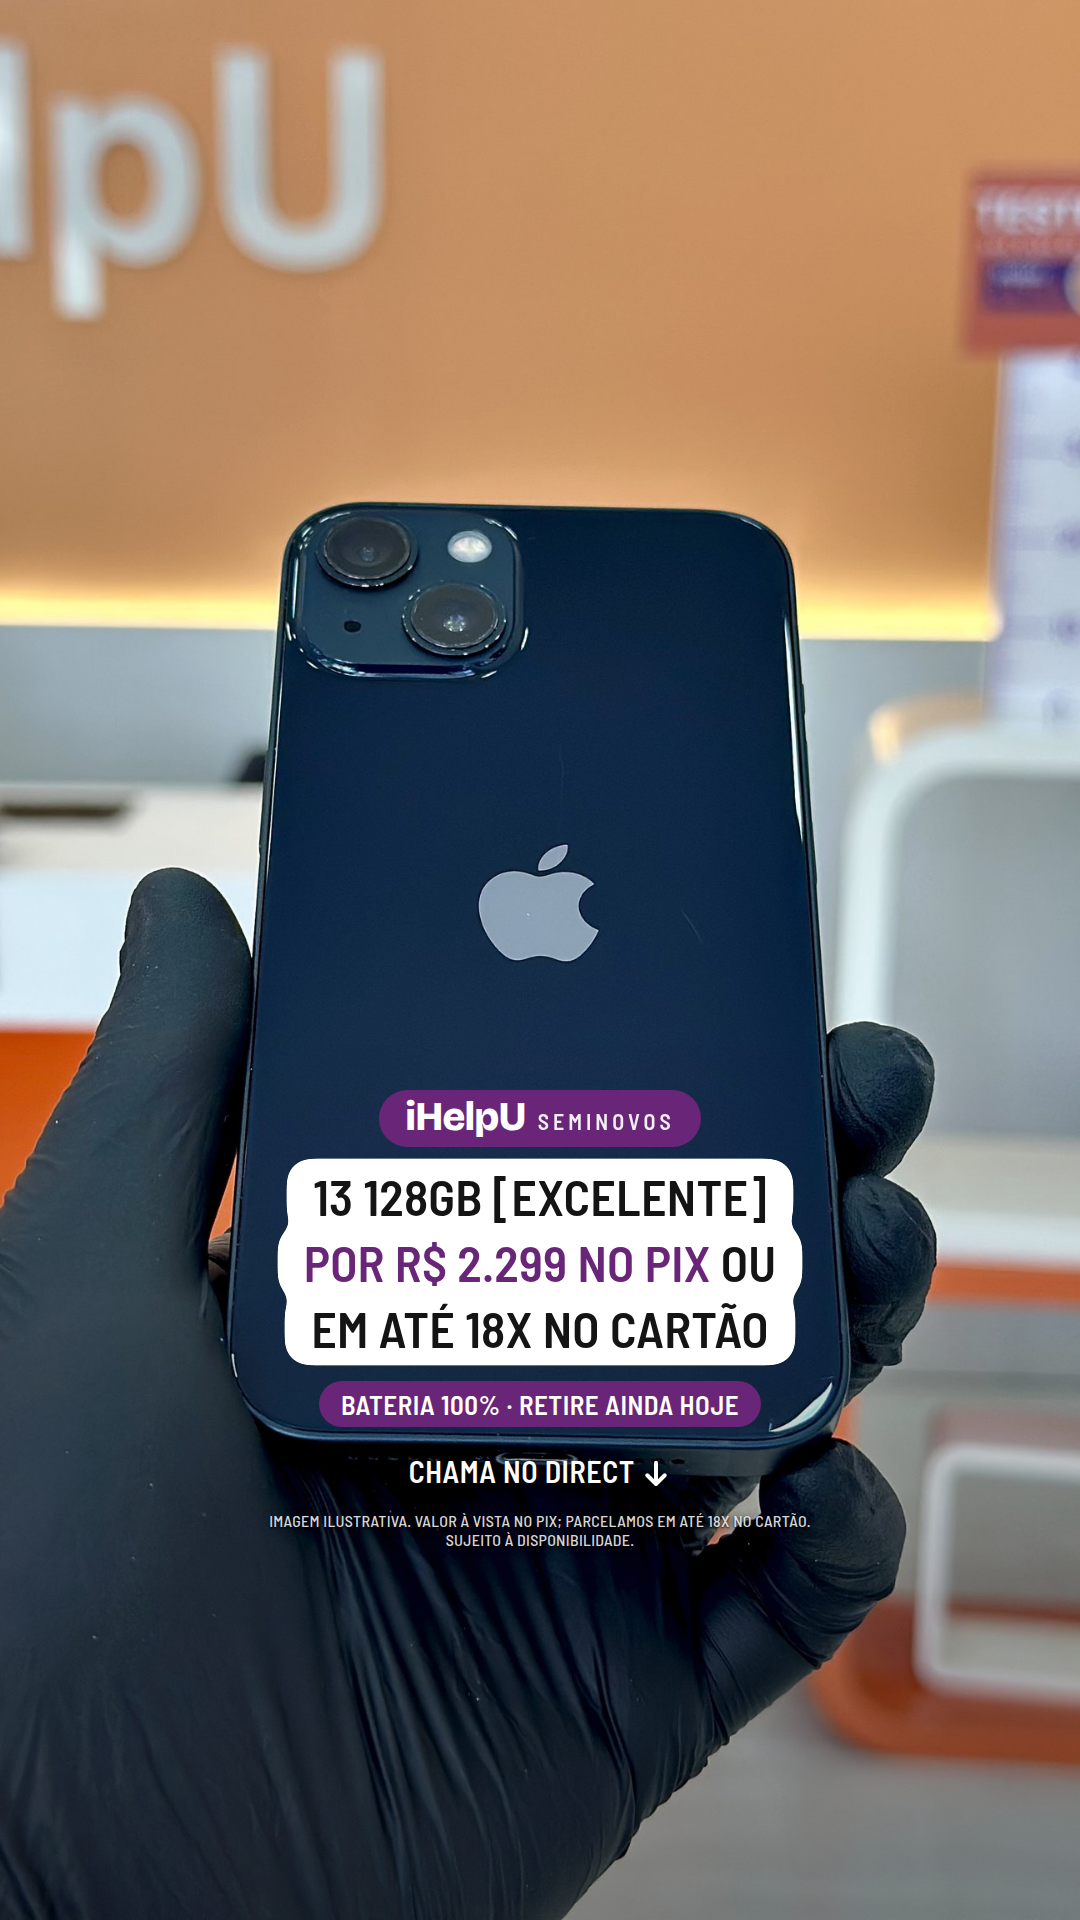 lpU
iHelpU SEMINOVOS
13 128GB [EXCELENTE]
POR R$ 2.299 NO PIX OU
EM ATÉ 18X NO CARTÃO
BATERIA 100% · RETIRE AINDA HOJE
CHAMA NO DIRECT ↓
IMAGEM ILUSTRATIVA. VALOR À VISTA NO PIX; PARCELAMOS EM ATÉ 18X NO CARTÃO.
SUJEITO À DISPONIBILIDADE.